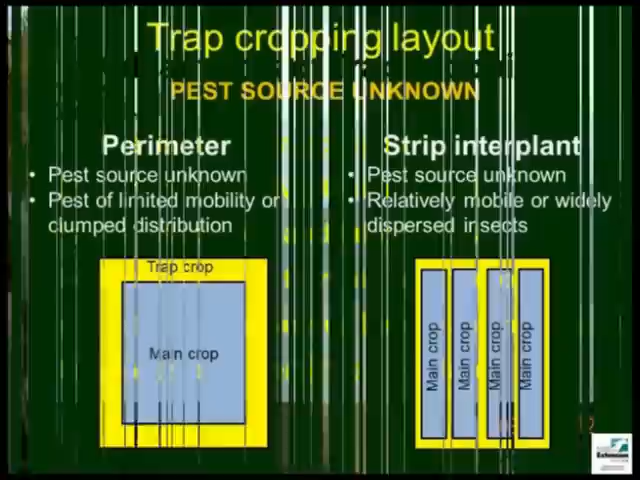 Trap cropping layout
PEST SOURCE UNKNOWN
Perimeter
• Pest source unknown
• Pest of limited mobility or
clumped distribution
Strip interplant
• Pest source unknown
• Relatively mobile or widely
dispersed insects
Trap crop
Main crop
Main crop
Main crop
Main crop
Main crop
12
Extension